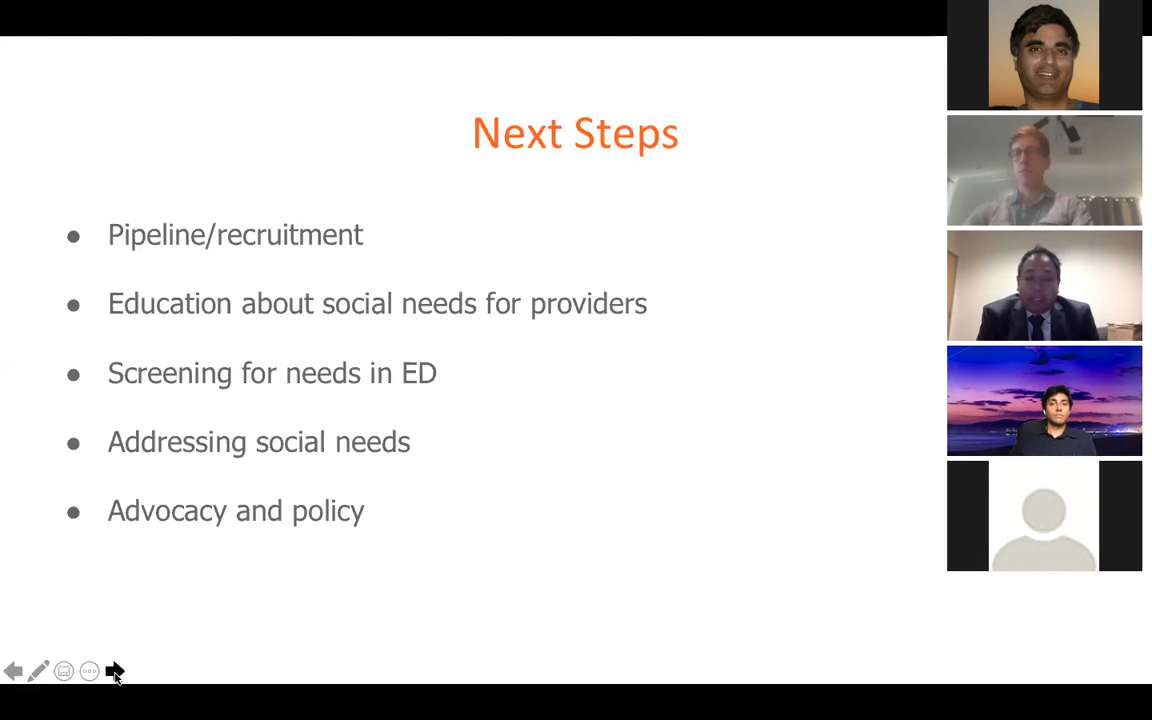 Next Steps
● Pipeline/recruitment
● Education about social needs for providers
● Screening for needs in ED
● Addressing social needs
● Advocacy and policy